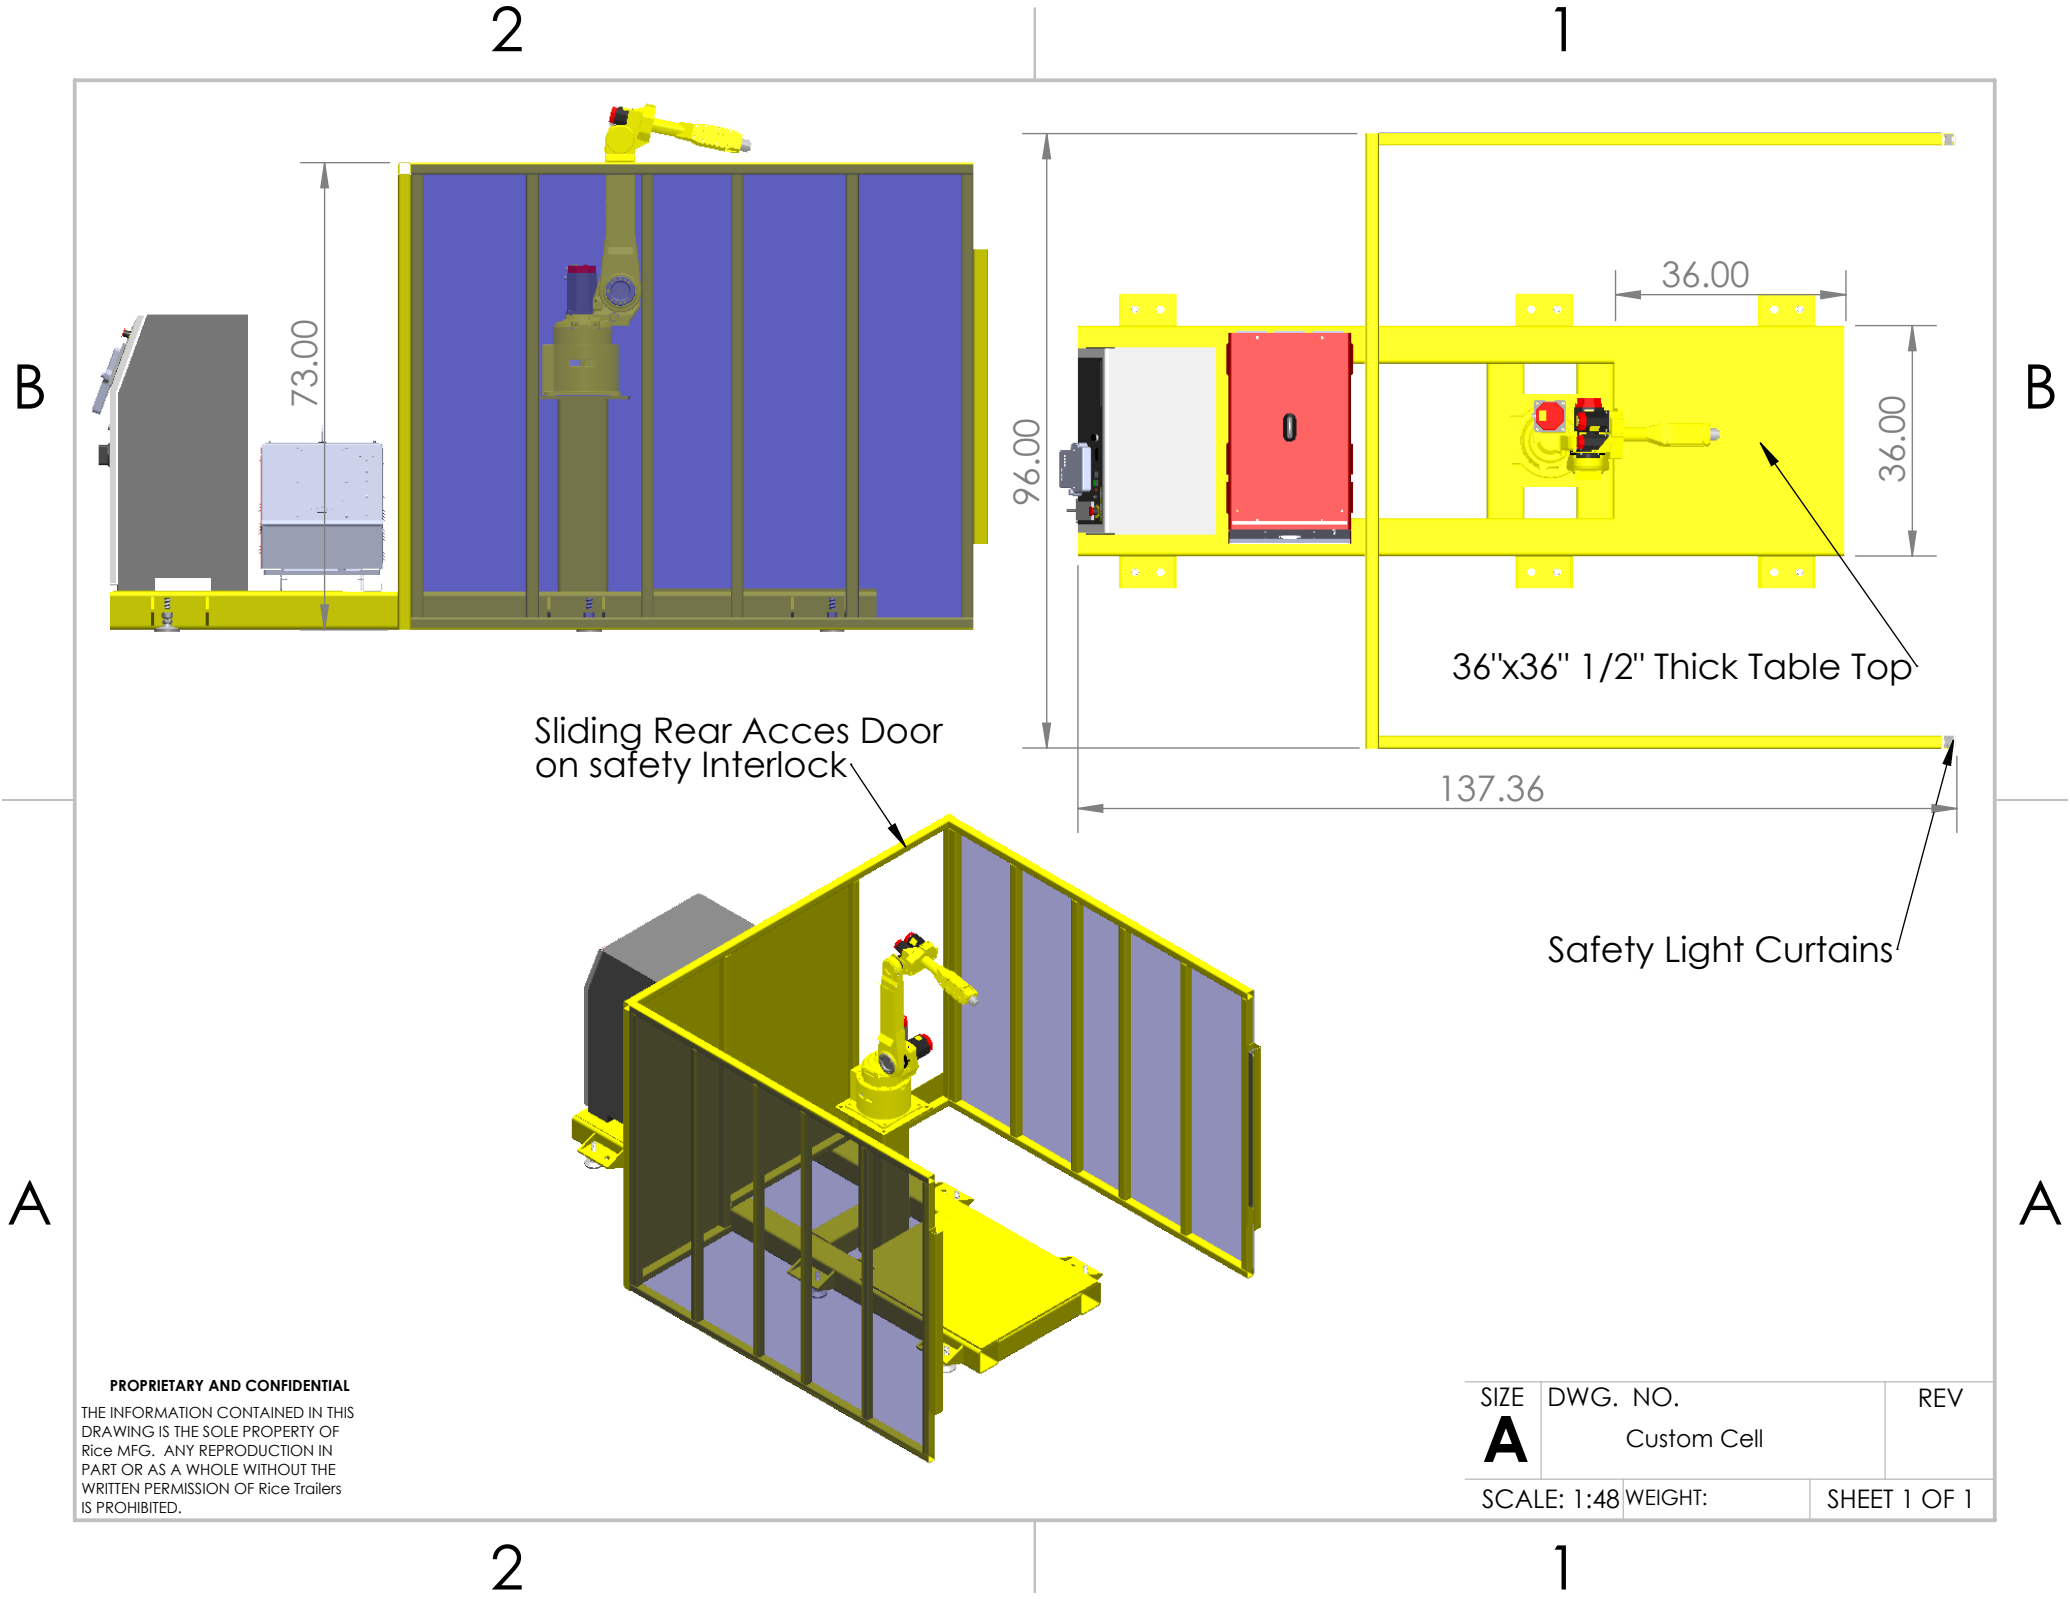 2
1
B
B
73.00
96.00
36.00
36.00
36"x36" 1/2" Thick Table Top
137.36
Sliding Rear Acces Door
on safety Interlock
Safety Light Curtains
A
A
PROPRIETARY AND CONFIDENTIAL
THE INFORMATION CONTAINED IN THIS
DRAWING IS THE SOLE PROPERTY OF
Rice MFG. ANY REPRODUCTION IN
PART OR AS A WHOLE WITHOUT THE
WRITTEN PERMISSION OF Rice Trailers
IS PROHIBITED.
SIZE
A
DWG. NO.
Custom Cell
REV
SCALE: 1:48
WEIGHT:
SHEET 1 OF 1
2
1